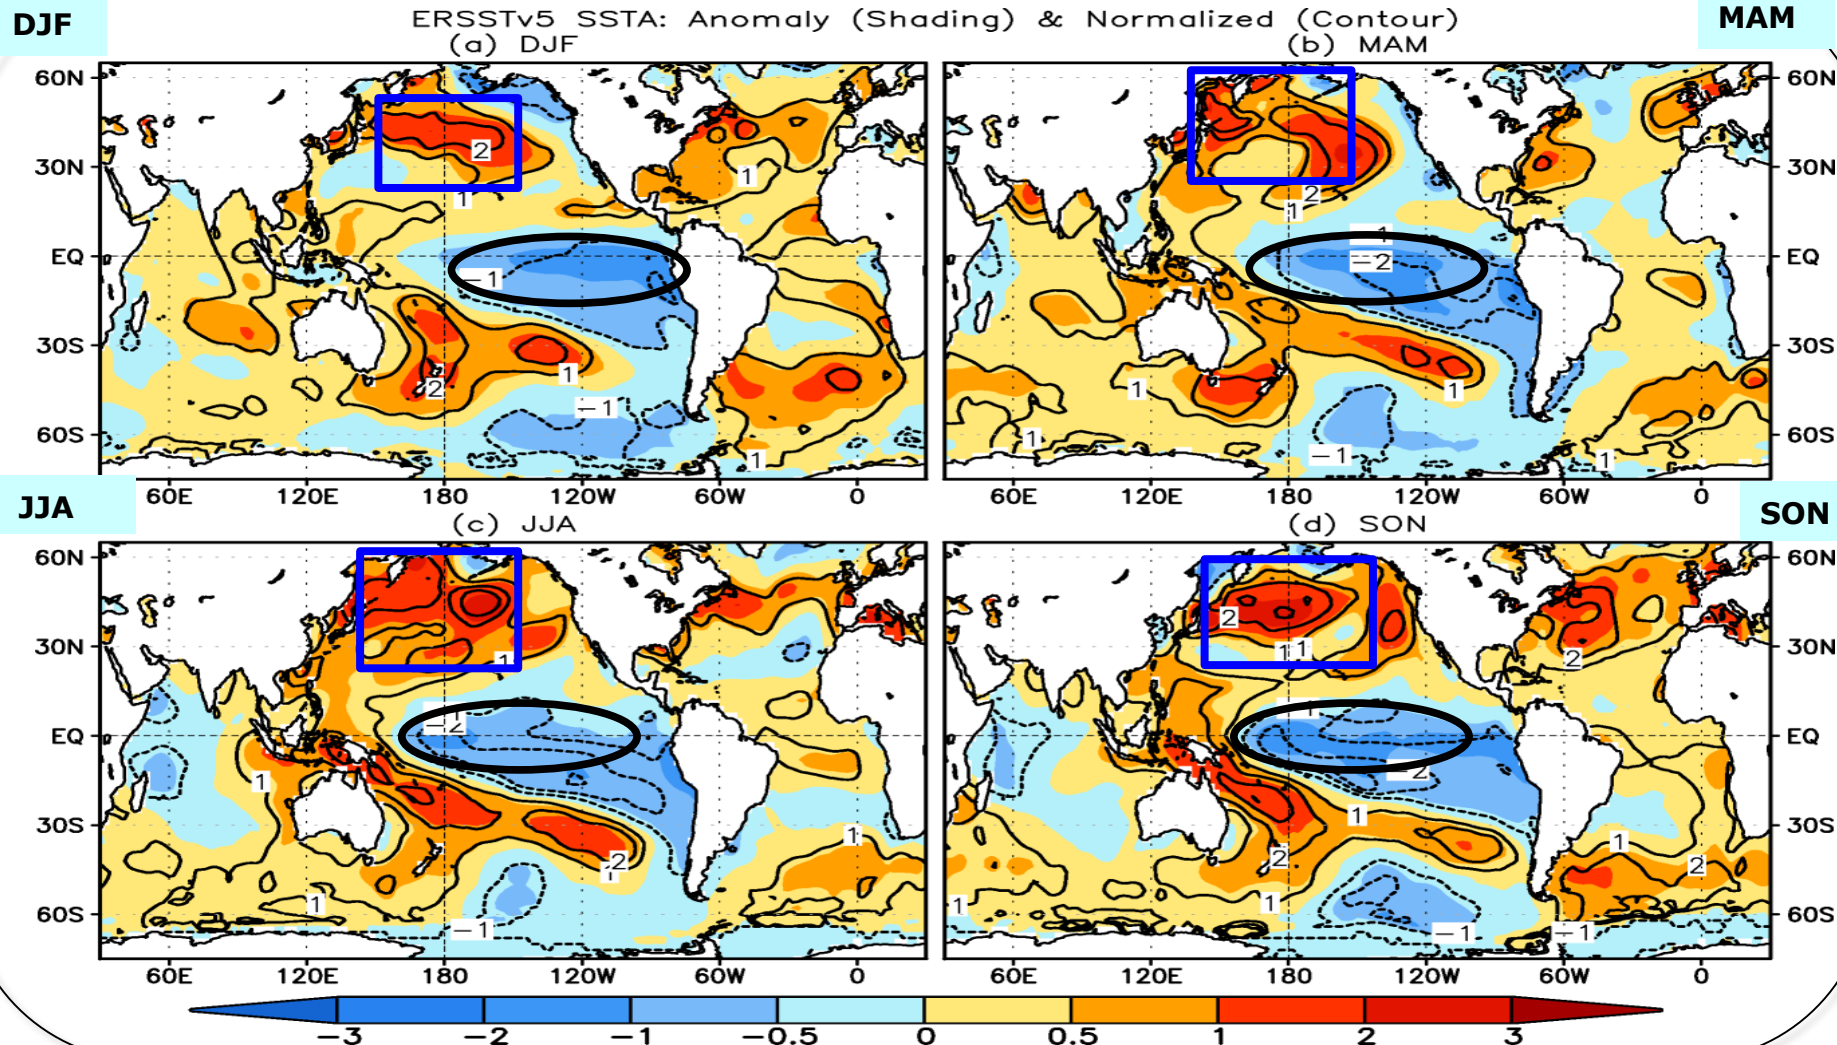 DJF
ERSSTv5 SSTA: Anomaly (Shading) & Normalized (Contour)
MAM
(a) DJF
(b) MAM
60N
30N
EQ
30S
60S
2
1
1
-1
2
1
-1
1
60N
30N
EQ
30S
60S
2
1
-1
-2
1
1
1
-1
1
60E 120E 180 120W 60W 0
60E 120E 180 120W 60W 0
JJA
SON
(c) JJA
(d) SON
60N
30N
EQ
30S
60S
1
-1
-2
1
2
1
1
-1
60N
30N
EQ
30S
60S
2
1 1
2
-1
-2
1
2
1
1
2
1
-1
-1
60E 120E 180 120W 60W 0
60E 120E 180 120W 60W 0
-3 -2 -1 -0.5 0 0.5 1 2 3